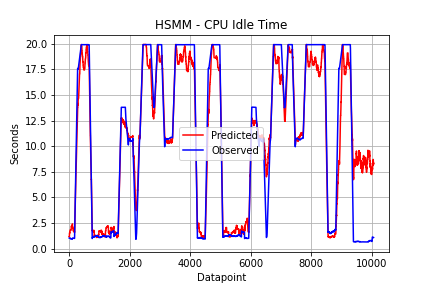 HSMM - CPU Idle Time
20.0
17.5
15.0
12.5
10.0
7.5
5.0
2.5
0.0
Seconds
Predicted
Observed
0 2000 4000 6000 8000 10000
Datapoint